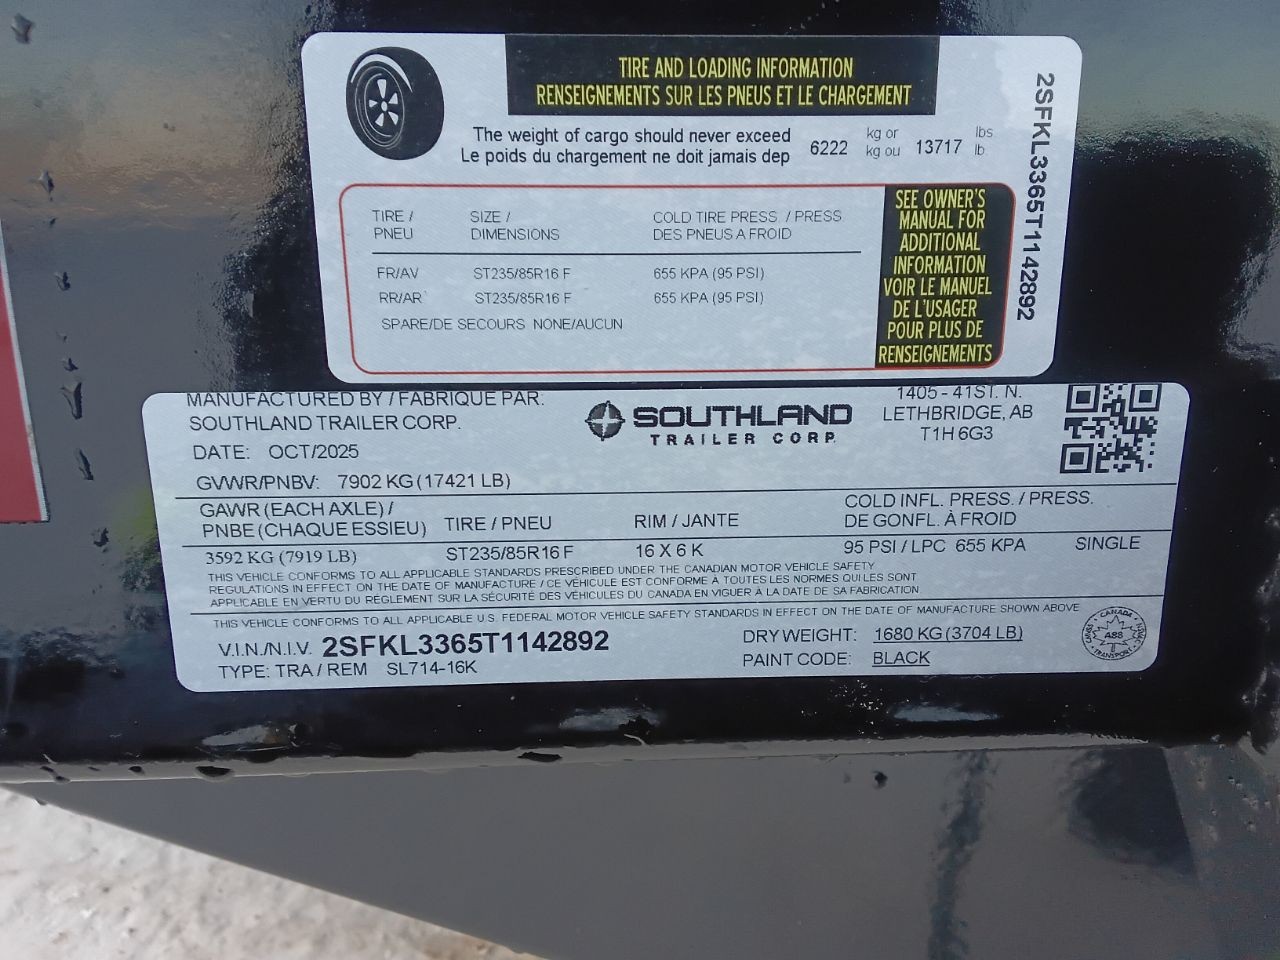 TIRE AND LOADING INFORMATION
RENSEIGNEMENTS SUR LES PNEUS ET LE CHARGEMENT
The weight of cargo should never exceed
Le poids du chargement ne doit jamais dep
6222 kg or 13717 lbs
kg ou lb
TIRE / SIZE / COLD TIRE PRESS. / PRESS
PNEU DIMENSIONS DES PNEUS A FROID
FR/AV ST235/85R16 F 655 KPA (95 PSI)
RR/AR ST235/85R16 F 655 KPA (95 PSI)
SPARE/DE SECOURS NONE/AUCUN
SEE OWNER'S
MANUAL FOR
ADDITIONAL
INFORMATION
VOIR LE MANUEL
DE L'USAGER
POUR PLUS DE
RENSEIGNEMENTS
2SFKL3365T1142892
MANUFACTURED BY / FABRIQUE PAR:
SOUTHLAND TRAILER CORP.
DATE: OCT/2025
SOUTHLAND
TRAILER CORP.
1405 - 41ST. N.
LETHBRIDGE, AB
T1H 6G3
GVWR/PNBV: 7902 KG (17421 LB)
GAWR (EACH AXLE) / COLD INFL. PRESS. / PRESS.
PNBE (CHAQUE ESSIEU) TIRE / PNEU RIM / JANTE DE GONFL. À FROID
3592 KG (7919 LB) ST235/85R16 F 16 X 6 K 95 PSI / LPC 655 KPA SINGLE
THIS VEHICLE CONFORMS TO ALL APPLICABLE STANDARDS PRESCRIBED UNDER THE CANADIAN MOTOR VEHICLE SAFETY
REGULATIONS IN EFFECT ON THE DATE OF MANUFACTURE / CE VÉHICULE EST CONFORME À TOUTES LES NORMES QUI LES SONT
APPLICABLE EN VERTU DU RÈGLEMENT SUR LA SÉCURITÉ DES VÉHICULES DU CANADA EN VIGUER À LA DATE DE SA FABRICATION
THIS VEHICLE CONFORMS TO ALL APPLICABLE U.S. FEDERAL MOTOR VEHICLE SAFETY STANDARDS IN EFFECT ON THE DATE OF MANUFACTURE SHOWN ABOVE
V.I.N./N.I.V. 2SFKL3365T1142892
TYPE: TRA / REM SL714-16K
DRY WEIGHT: 1680 KG (3704 LB)
PAINT CODE: BLACK
CANADA
A88
TRANSPORT